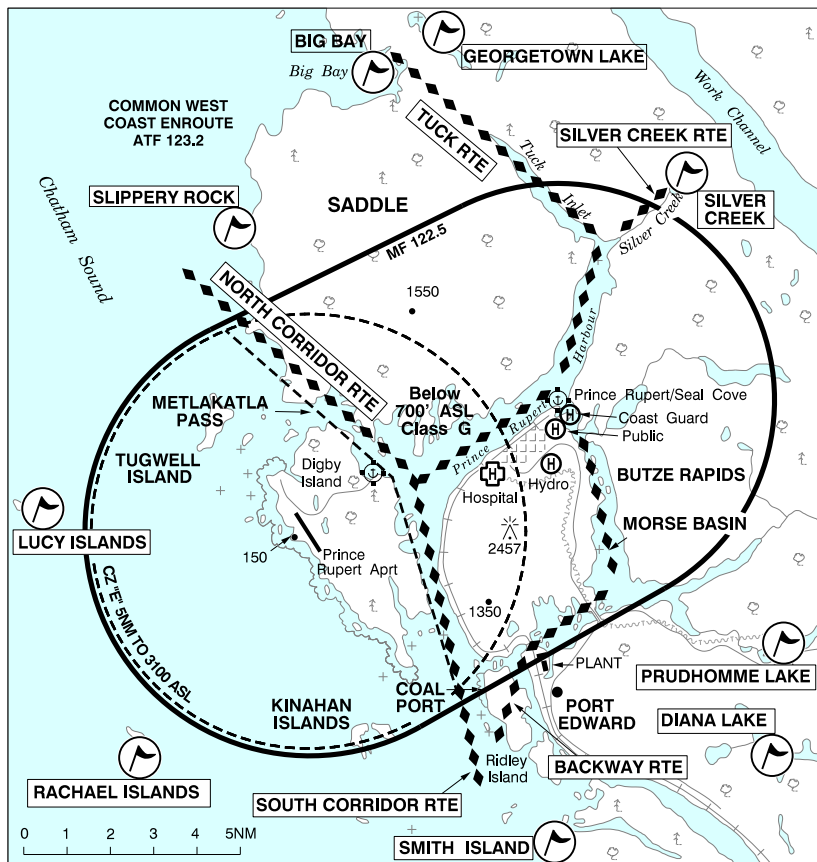 BIG BAY
Big Bay
GEORGETOWN LAKE
COMMON WEST
COAST ENROUTE
ATF 123.2
TUCK RTE
Tuck
Inlet
Work Channel
SILVER CREEK RTE
SILVER
CREEK
Silver Creek
SLIPPERY ROCK
SADDLE
MF 122.5
Chatham Sound
NORTH CORRIDOR RTE
1550
Harbour
METLAKATLA
PASS
Below
700' ASL
Class G
Prince Rupert
Prince Rupert/Seal Cove
H
Coast Guard
H
Public
TUGWELL
ISLAND
Digby
Island
H
Hospital
H
Hydro
BUTZE RAPIDS
LUCY ISLANDS
MORSE BASIN
150
Prince
Rupert Aprt
2457
1350
CZ "E" 5NM TO 3100 ASL
PLANT
PRUDHOMME LAKE
COAL
PORT
KINAHAN
ISLANDS
PORT
EDWARD
DIANA LAKE
Ridley
Island
BACKWAY RTE
RACHAEL ISLANDS
SOUTH CORRIDOR RTE
SMITH ISLAND
0 1 2 3 4 5NM